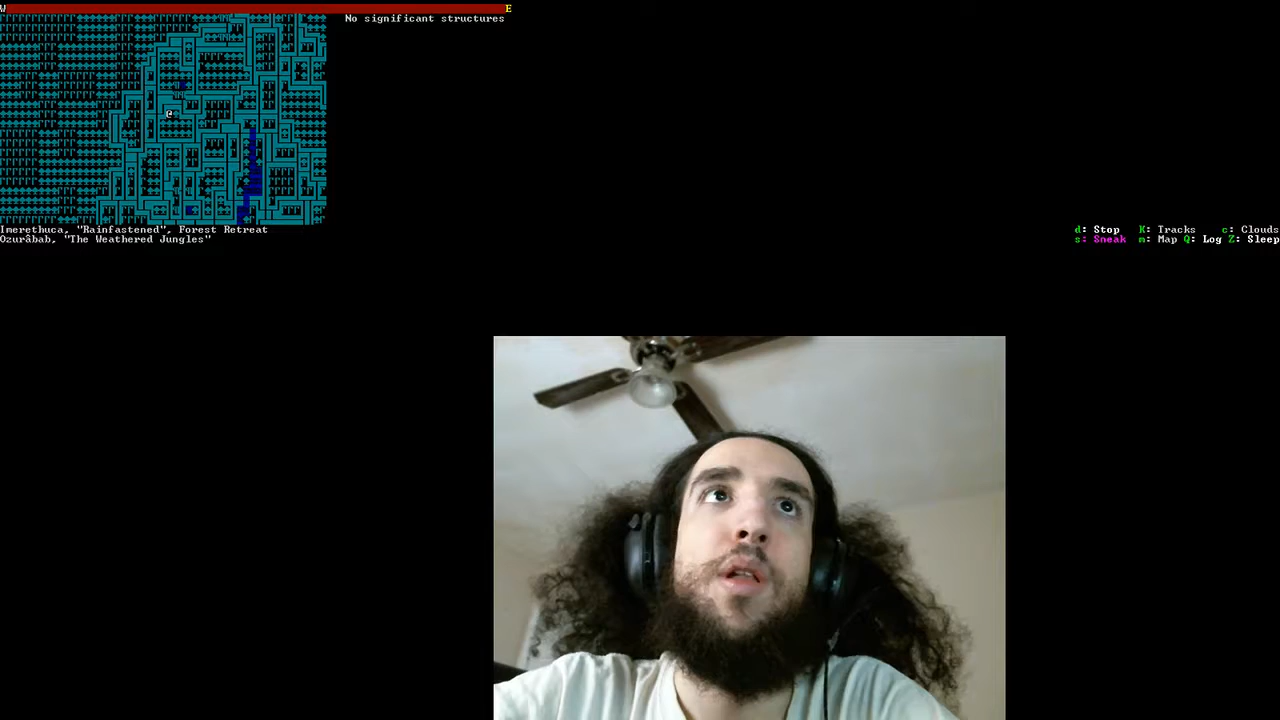 W E
No significant structures
Imerethuca, "Rainfastened", Forest Retreat
Ozurâbab, "The Weathered Jungles"
d: Stop K: Tracks c: Clouds
s: Sneak m: Map Q: Log Z: Sleep